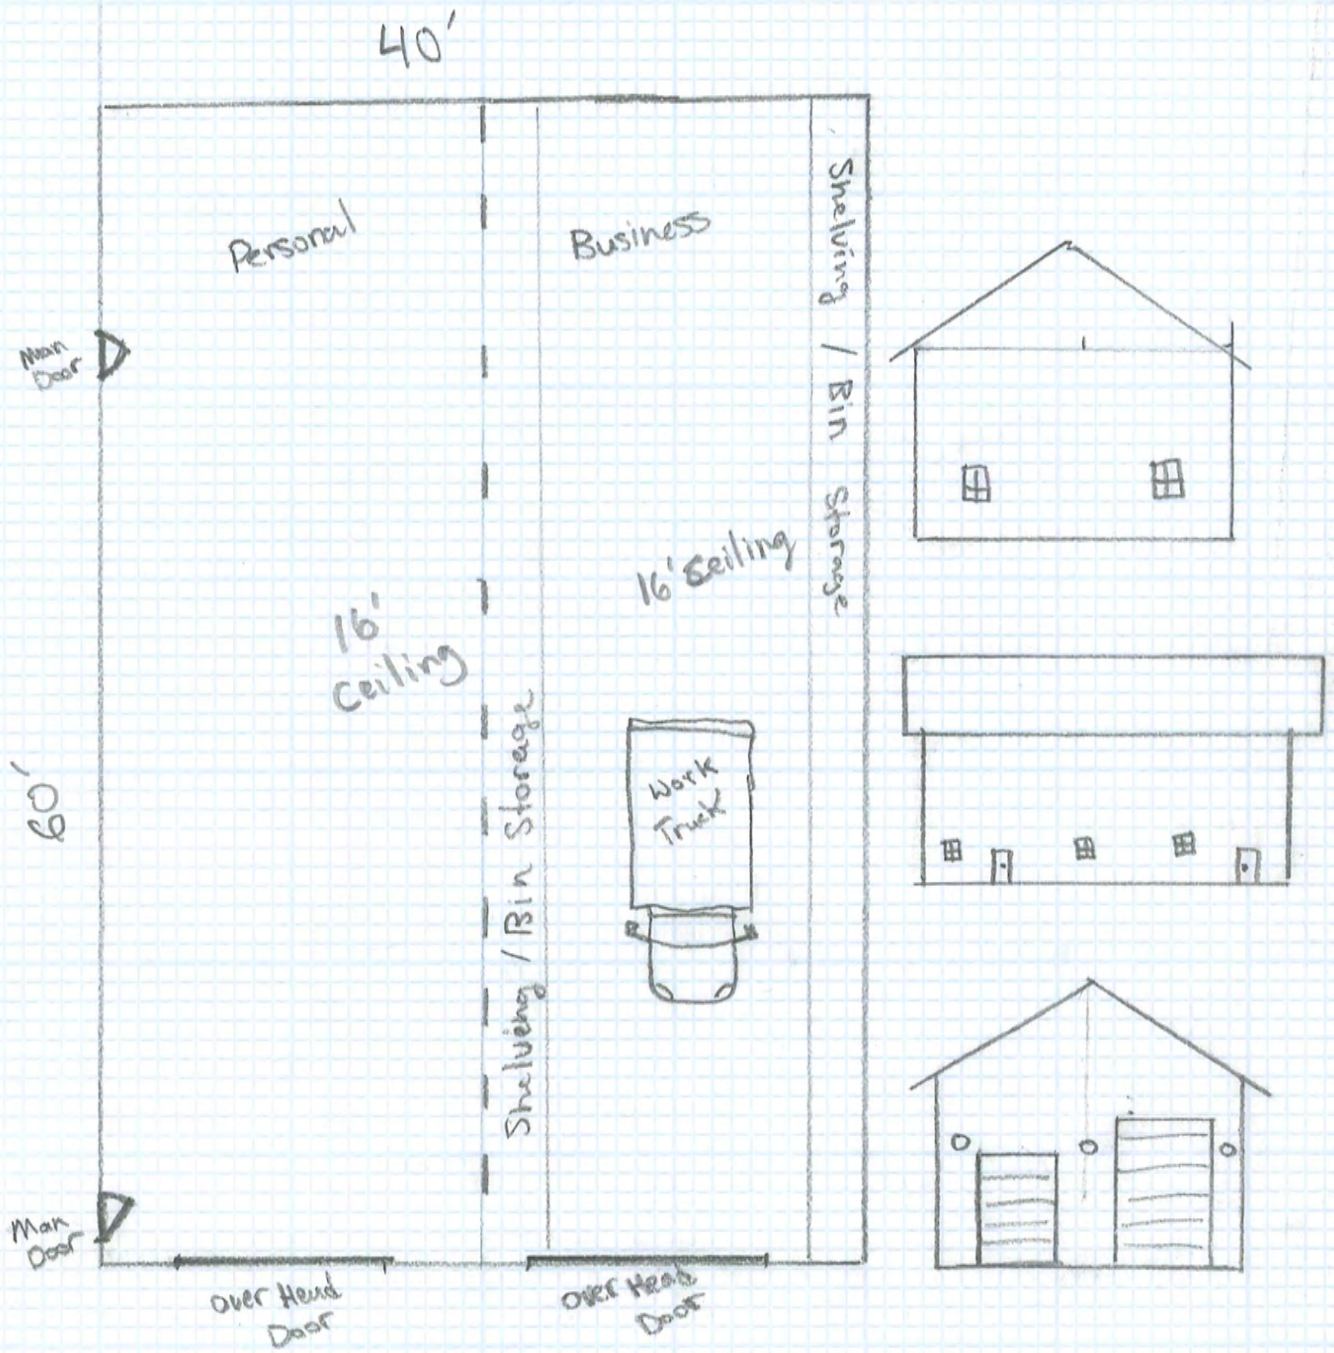 40'
Personal
Business
Shelving / Bin Storage
Man
Door
16' Ceiling
16'
Ceiling
Shelving / Bin Storage
Work
Truck
60'
Man
Door
Over Head
Door
Over Head
Door